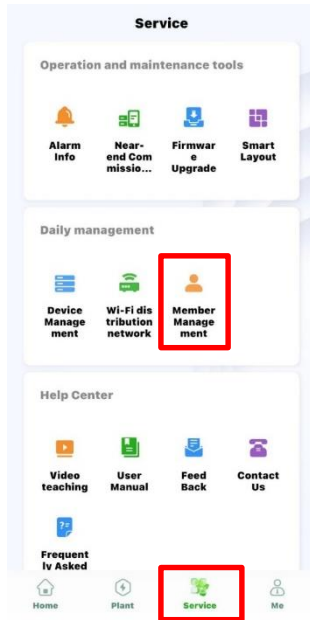 Service
Operation and maintenance tools
Alarm
Info
Near-
end Com
missio...
Firmwar
e
Upgrade
Smart
Layout
Daily management
Device
Manage
ment
Wi-Fi dis
tribution
network
Member
Manage
ment
Help Center
Video
teaching
User
Manual
Feed
Back
Contact
Us
?=
Frequent
ly Asked
Home
Plant
Service
Me